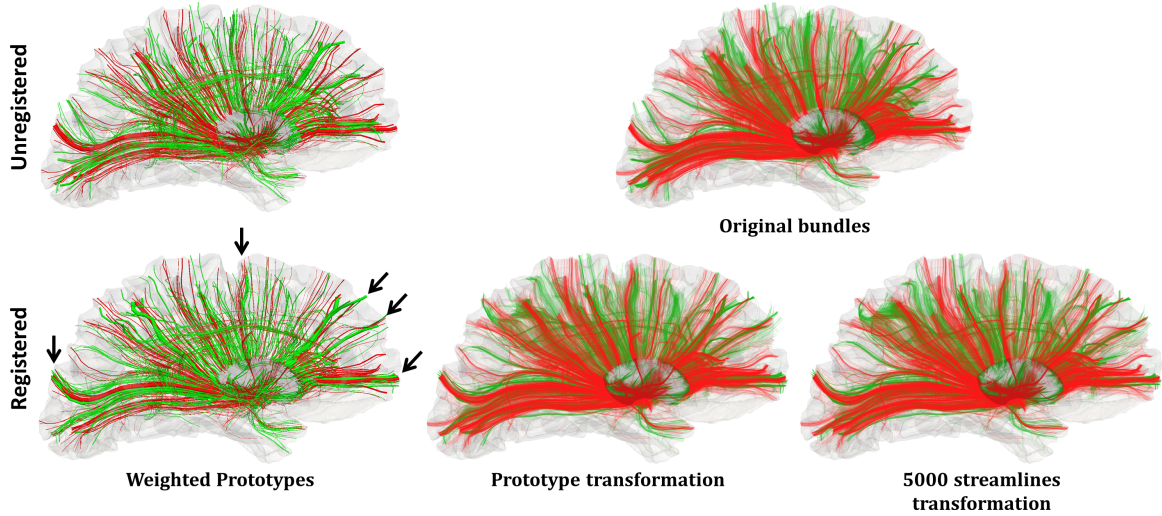 Unregistered
Original bundles
Registered
Weighted Prototypes
Prototype transformation
5000 streamlines
transformation